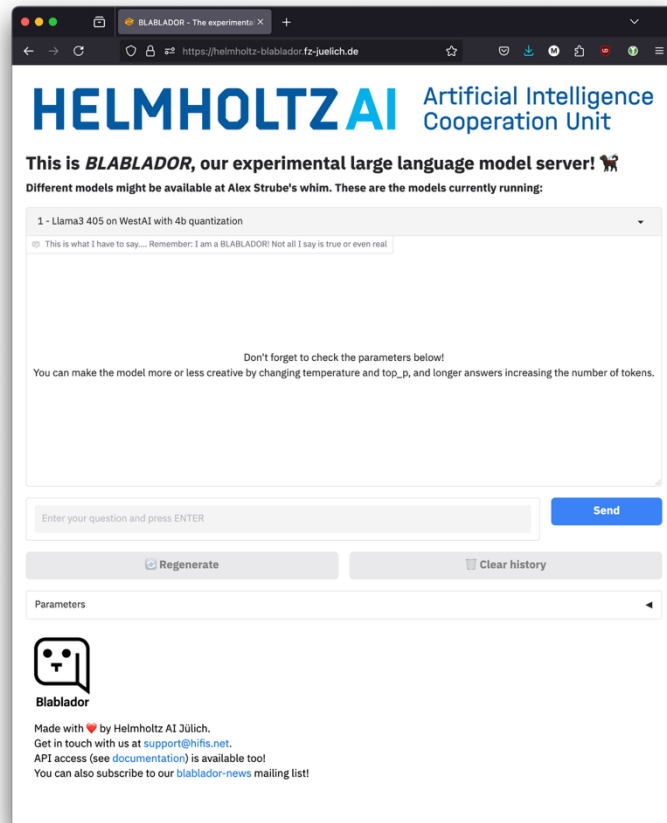 BLABLADOR - The experimenta
https://helmholtz-blablador.fz-juelich.de
HELMHOLTZ AI Artificial Intelligence
Cooperation Unit
This is BLABLADOR, our experimental large language model server! 🐈‍⬛
Different models might be available at Alex Strube's whim. These are the models currently running:
1 - Llama3 405 on WestAI with 4b quantization
This is what I have to say.... Remember: I am a BLABLADOR! Not all I say is true or even real
Don't forget to check the parameters below!
You can make the model more or less creative by changing temperature and top_p, and longer answers increasing the number of tokens.
Enter your question and press ENTER
Send
Regenerate
Clear history
Parameters
Blablador
Made with ❤️ by Helmholtz AI Jülich.
Get in touch with us at support@hifis.net.
API access (see documentation) is available too!
You can also subscribe to our blablador-news mailing list!